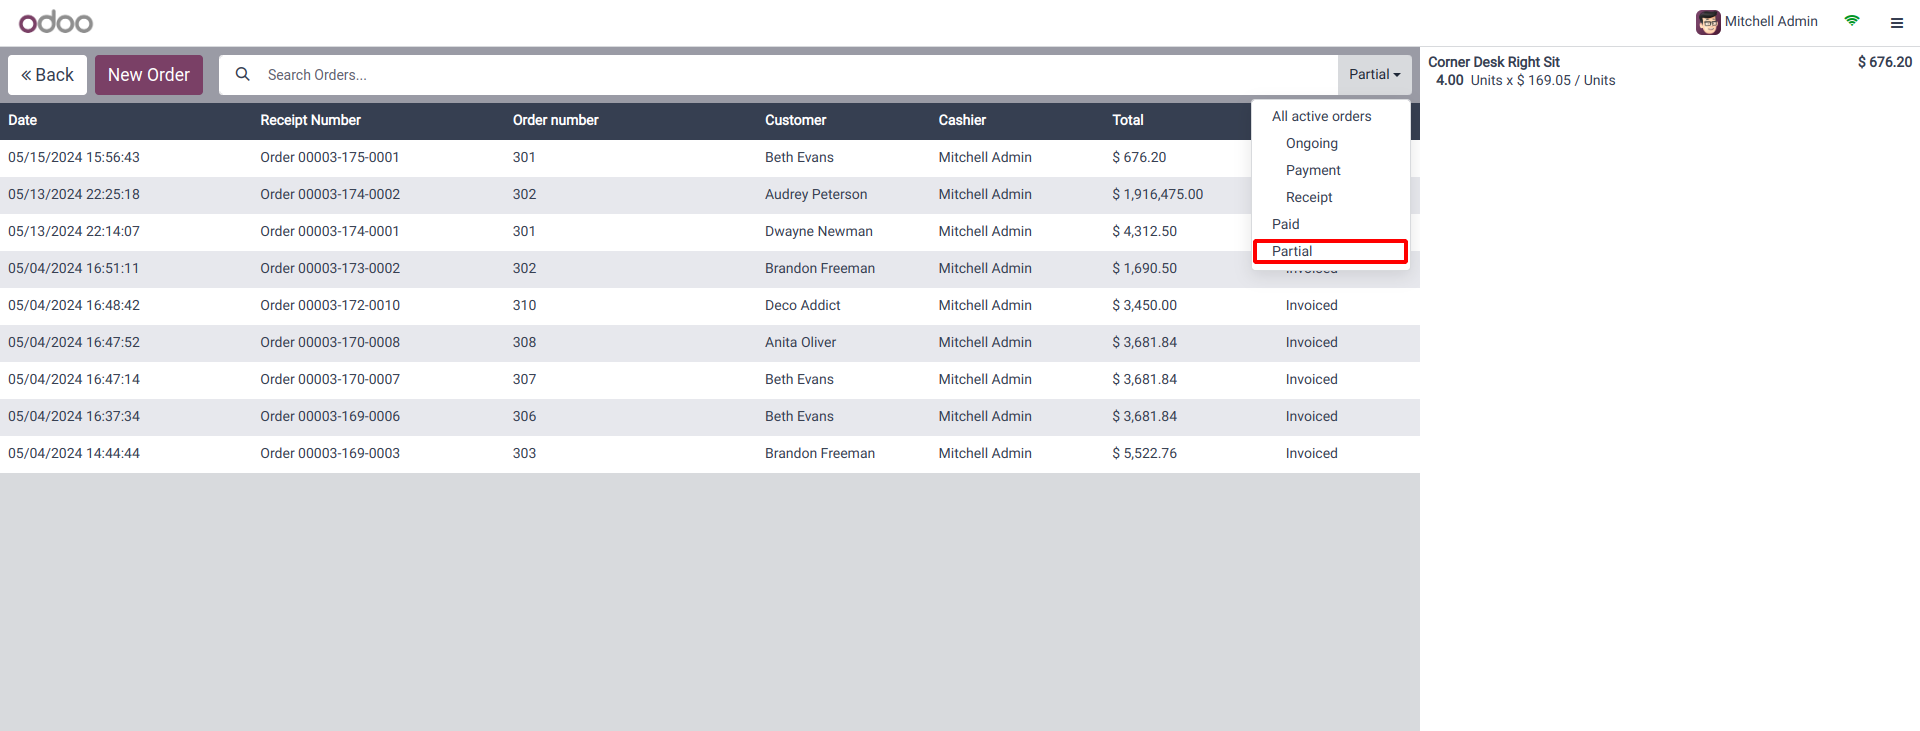 odoo
Mitchell Admin
« Back New Order Search Orders... Partial
Date Receipt Number Order number Customer Cashier Total
05/15/2024 15:56:43 Order 00003-175-0001 301 Beth Evans Mitchell Admin $ 676.20
05/13/2024 22:25:18 Order 00003-174-0002 302 Audrey Peterson Mitchell Admin $ 1,916,475.00
05/13/2024 22:14:07 Order 00003-174-0001 301 Dwayne Newman Mitchell Admin $ 4,312.50
05/04/2024 16:51:11 Order 00003-173-0002 302 Brandon Freeman Mitchell Admin $ 1,690.50 Invoiced
05/04/2024 16:48:42 Order 00003-172-0010 310 Deco Addict Mitchell Admin $ 3,450.00 Invoiced
05/04/2024 16:47:52 Order 00003-170-0008 308 Anita Oliver Mitchell Admin $ 3,681.84 Invoiced
05/04/2024 16:47:14 Order 00003-170-0007 307 Beth Evans Mitchell Admin $ 3,681.84 Invoiced
05/04/2024 16:37:34 Order 00003-169-0006 306 Beth Evans Mitchell Admin $ 3,681.84 Invoiced
05/04/2024 14:44:44 Order 00003-169-0003 303 Brandon Freeman Mitchell Admin $ 5,522.76 Invoiced
All active orders
Ongoing
Payment
Receipt
Paid
Partial
Corner Desk Right Sit $ 676.20
4.00 Units x $ 169.05 / Units